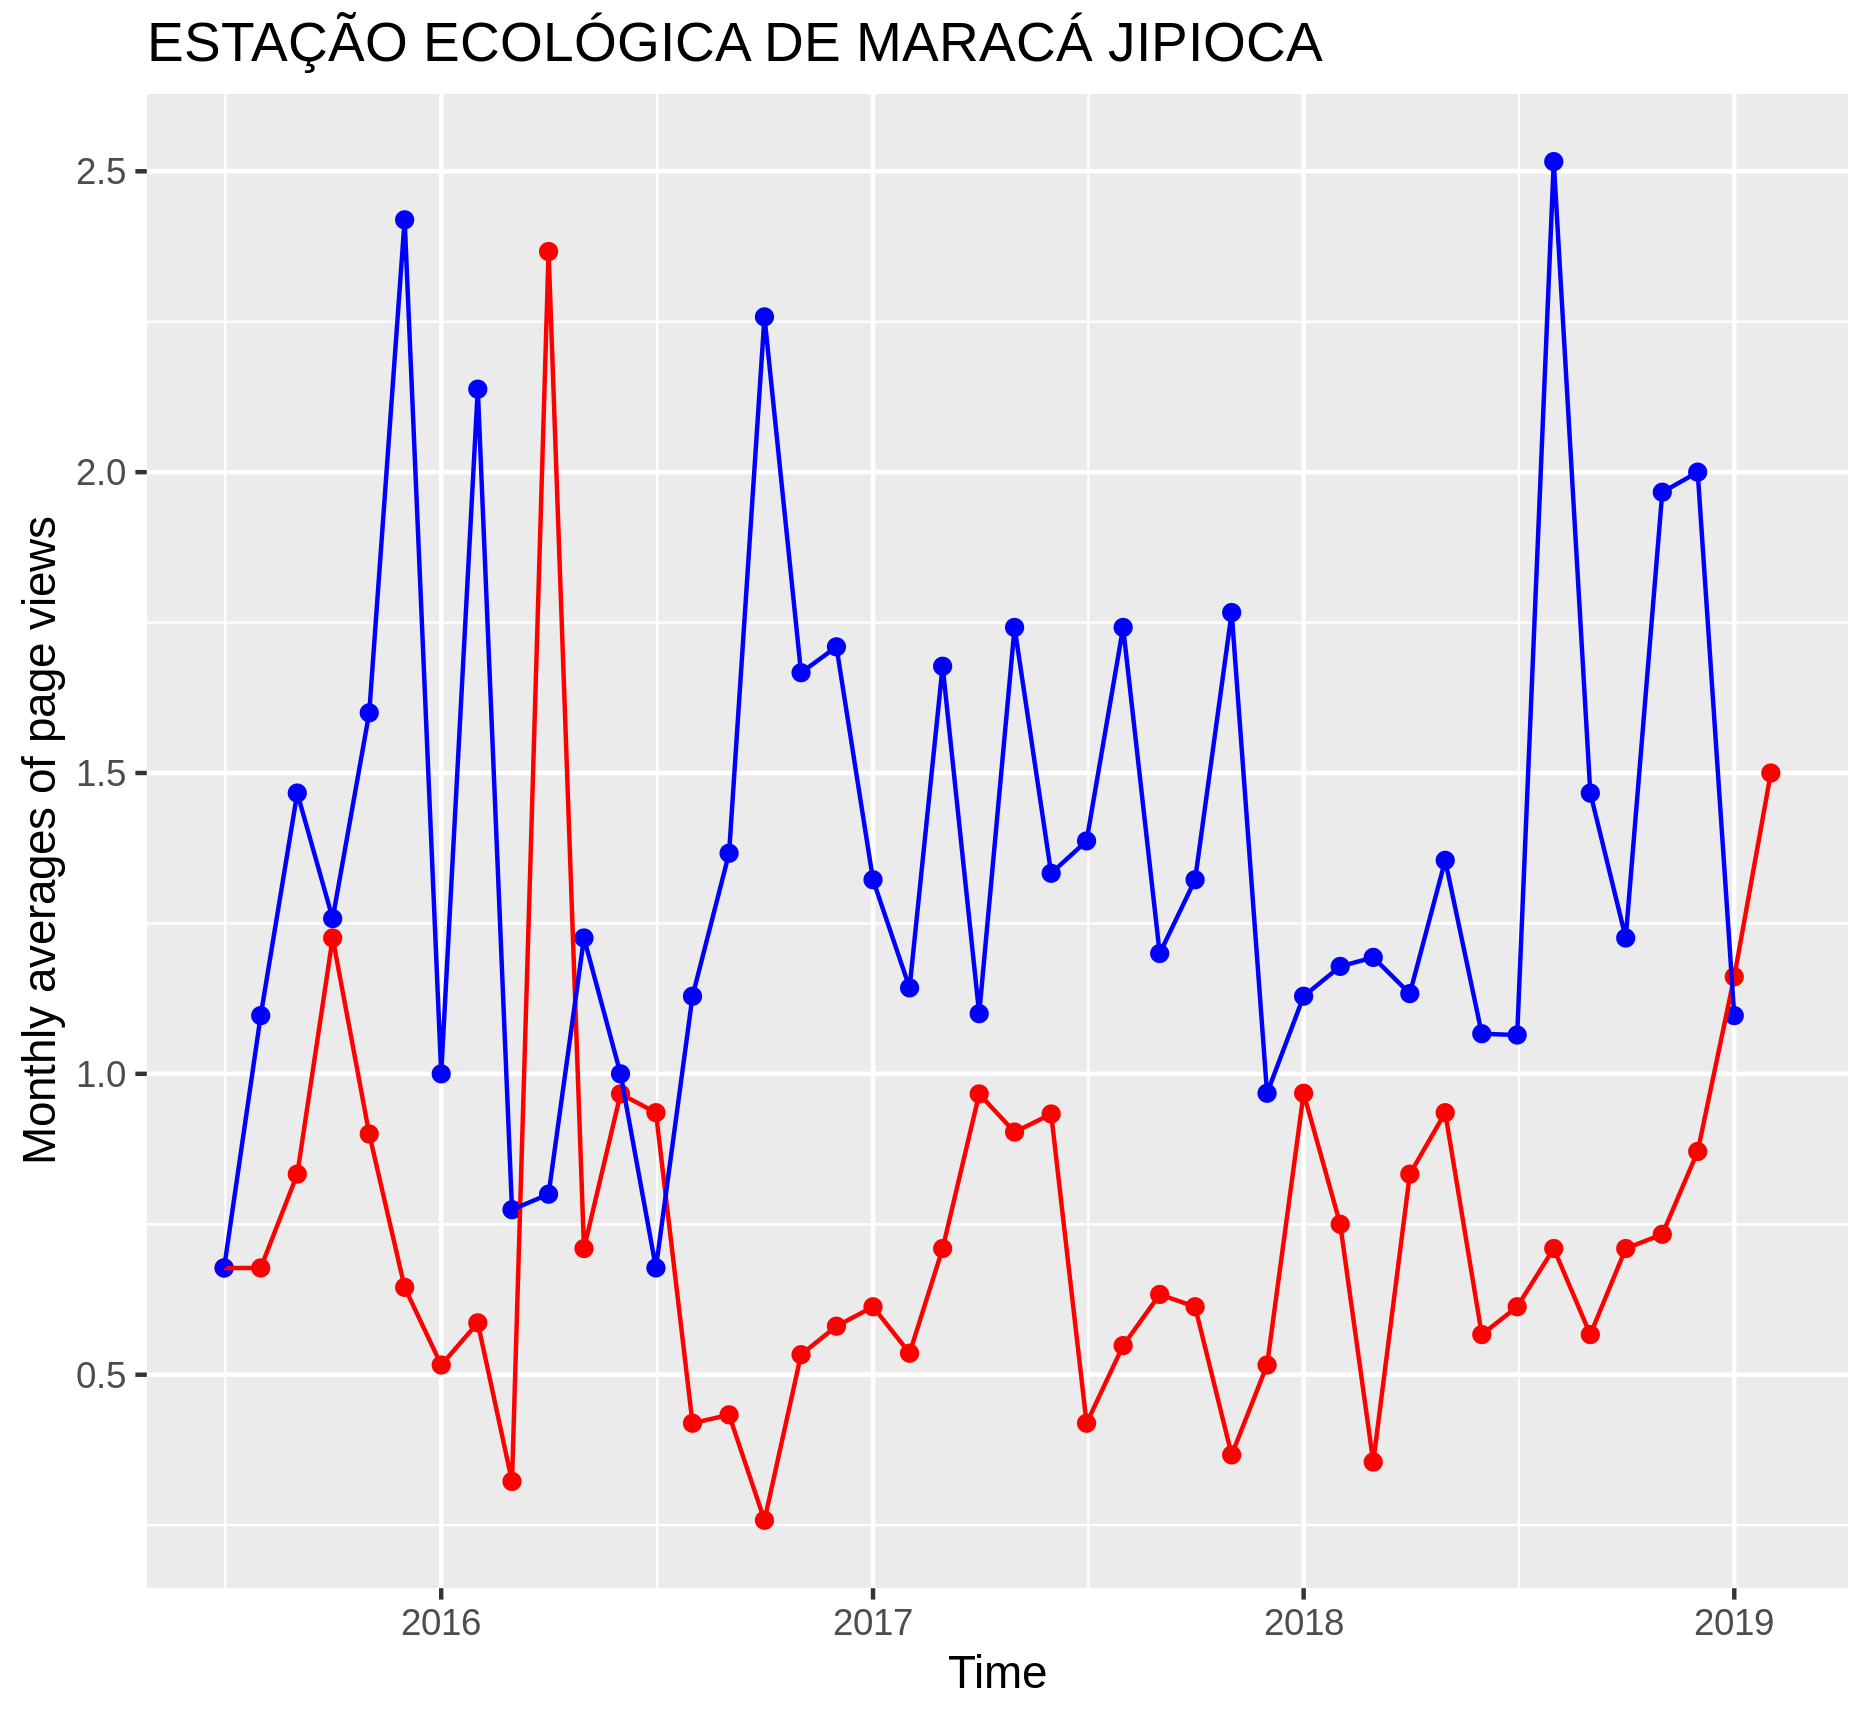 ESTAÇÃO ECOLÓGICA DE MARACÁ JIPIOCA
Monthly averages of page views
2.5
2.0
1.5
1.0
0.5
2016 2017 2018 2019
Time